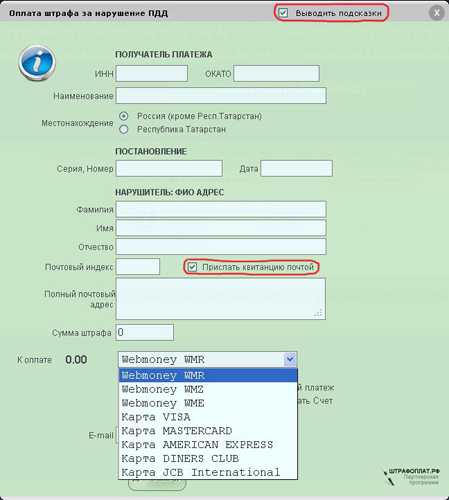 Оплата штрафа за нарушение ПДД Выводить подсказки X
ПОЛУЧАТЕЛЬ ПЛАТЕЖА
ИНН ОКАТО
Наименование
Местонахождение Россия (кроме Респ.Татарстан)
Республика Татарстан
ПОСТАНОВЛЕНИЕ
Серия, Номер Дата
НАРУШИТЕЛЬ: ФИО АДРЕС
Фамилия
Имя
Отчество
Почтовый индекс Прислать квитанцию почтой
Полный почтовый
адрес
Сумма штрафа 0
К оплате 0,00 Webmoney WMR
Webmoney WMR
Webmoney WMZ
Webmoney WME
Карта VISA
Карта MASTERCARD
Карта AMERICAN EXPRESS
Карта DINERS CLUB
Карта JCB International
й платеж
ать Счет
E-mail
ШТРАФОПЛАТ.РФ
Партнерская
программа